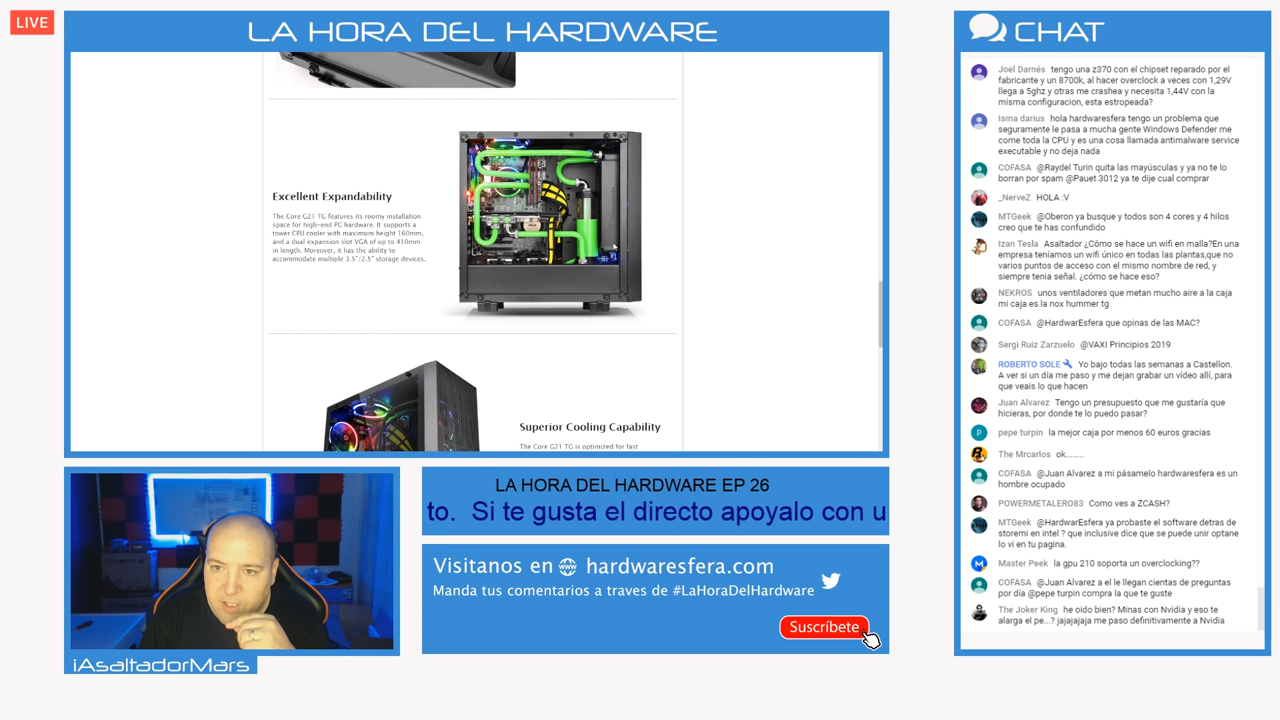 LIVE
LA HORA DEL HARDWARE
Excellent Expandability
The Core G21 TG features its roomy installation
space for high-end PC hardware. It supports a
tower CPU cooler with maximum height 160mm,
and a dual expansion slot VGA of up to 410mm
in length. Moreover, it has the ability to
accommodate multiple 3.5"/2.5" storage devices.
Superior Cooling Capability
The Core G21 TG is optimized for fast
iAsaltadorMars
LA HORA DEL HARDWARE EP 26
to. Si te gusta el directo apoyalo con u
Visitanos en hardwaresfera.com
Manda tus comentarios a traves de #LaHoraDelHardware
Suscríbete
CHAT
Joel Darnés tengo una z370 con el chipset reparado por el
fabricante y un 8700k, al hacer overclock a veces con 1,29V
llega a 5ghz y otras me crashea y necesita 1,44V con la
misma configuracion, esta estropeada?
Isma darius hola hardwaresfera tengo un problema que
seguramente le pasa a mucha gente Windows Defender me
come toda la CPU y es una cosa llamada antimalware service
executable y no deja nada
COFASA @Raydel Turin quita las mayúsculas y ya no te lo
borran por spam @Pauet 3012 ya te dije cual comprar
_NerveZ HOLA :V
MTGeek @Oberon ya busque y todos son 4 cores y 4 hilos
creo que te has confundido
Izan Tesla Asaltador ¿Cómo se hace un wifi en malla?En una
empresa teníamos un wifi único en todas las plantas,que no
varios puntos de acceso con el mismo nombre de red, y
siempre tenia señal. ¿cómo se hace eso?
NEKROS unos ventiladores que metan mucho aire a la caja
mi caja es la nox hummer tg
COFASA @HardwarEsfera que opinas de las MAC?
Sergi Ruiz Zarzuelo @VAXI Principios 2019
ROBERTO SOLE Yo bajo todas las semanas a Castellon.
A ver si un día me paso y me dejan grabar un vídeo allí, para
que veais lo que hacen
Juan Alvarez Tengo un presupuesto que me gustaría que
hicieras, por donde te lo puedo pasar?
P pepe turpin la mejor caja por menos 60 euros gracias
The Mrcarlos ok........
COFASA @Juan Alvarez a mi pásamelo hardwaresfera es un
hombre ocupado
POWERMETALERO83 Como ves a ZCASH?
MTGeek @HardwarEsfera ya probaste el software detras de
storemi en intel ? que inclusive dice que se puede unir optane
lo vi en tu pagina.
Master Peek la gpu 210 soporta un overclocking??
COFASA @Juan Alvarez a el le llegan cientas de preguntas
por día @pepe turpin compra la que te guste
The Joker King he oido bien? Minas con Nvidia y eso te
alarga el pe...? jajajajaja me paso definitivamente a Nvidia